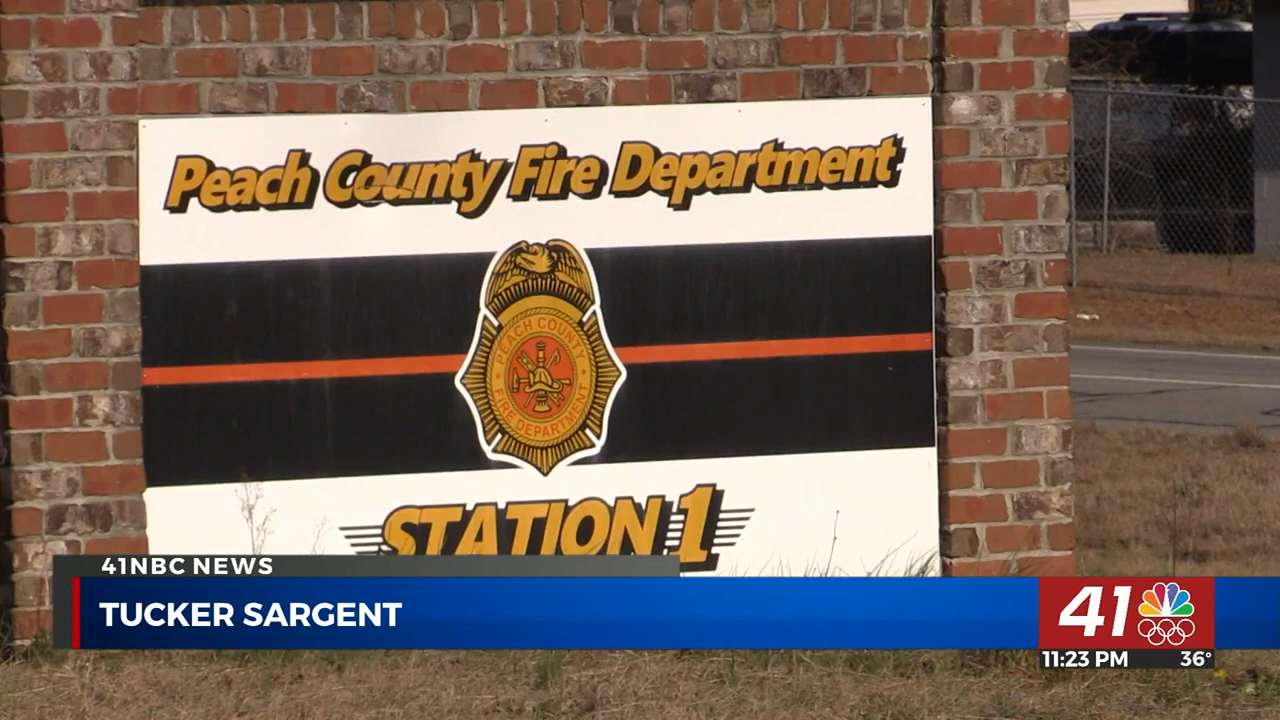 Peach County Fire Department
PEACH COUNTY
FIRE DEPARTMENT
STATION 1
41NBC NEWS
TUCKER SARGENT
41
11:23 PM 36°